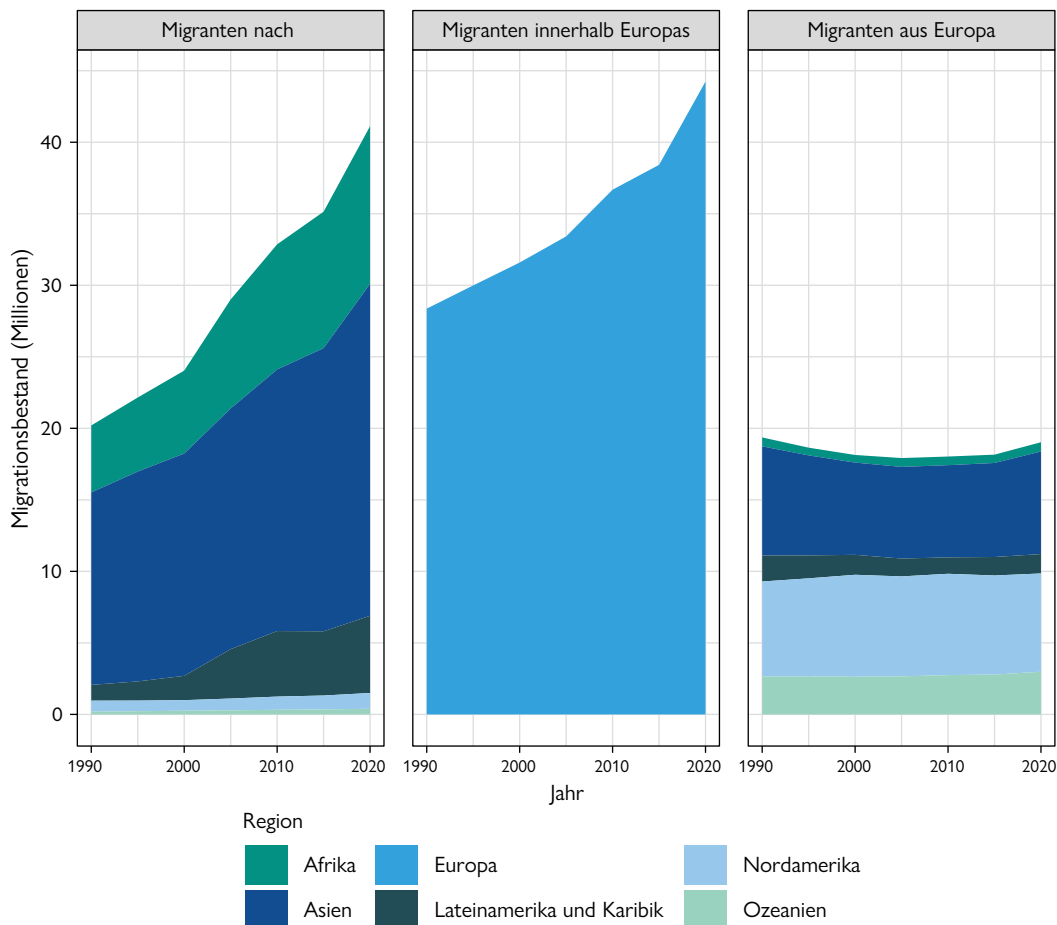 Migranten nach
Migranten innerhalb Europas
Migranten aus Europa
Migrationsbestand (Millionen)
40
30
20
10
0
1990 2000 2010 2020
1990 2000 2010 2020
1990 2000 2010 2020
Jahr
Region
Afrika Europa Nordamerika
Asien Lateinamerika und Karibik Ozeanien